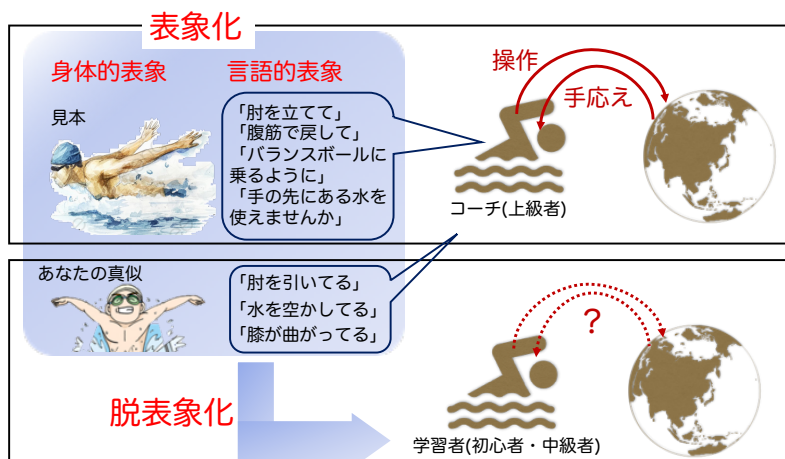 表象化
身体的表象
言語的表象
見本
「肘を立てて」
「腹筋で戻して」
「バランスボールに
乗るように」
「手の先にある水を
使えませんか」
操作
手応え
コーチ(上級者)
あなたの真似
「肘を引いてる」
「水を空かしてる」
「膝が曲がってる」
?
脱表象化
学習者(初心者・中級者)